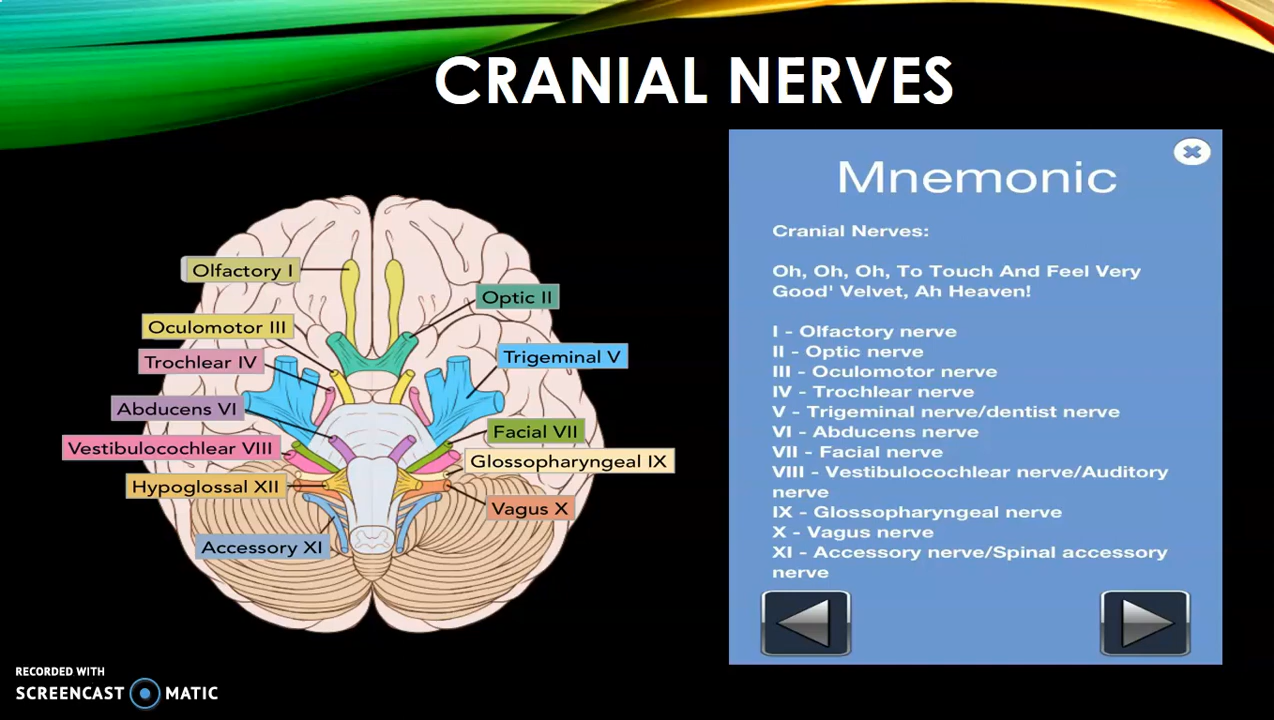 CRANIAL NERVES
Olfactory I
Optic II
Oculomotor III
Trochlear IV
Trigeminal V
Abducens VI
Facial VII
Vestibulocochlear VIII
Glossopharyngeal IX
Hypoglossal XII
Vagus X
Accessory XI
Mnemonic
Cranial Nerves:
Oh, Oh, Oh, To Touch And Feel Very
Good' Velvet, Ah Heaven!
I - Olfactory nerve
II - Optic nerve
III - Oculomotor nerve
IV - Trochlear nerve
V - Trigeminal nerve/dentist nerve
VI - Abducens nerve
VII - Facial nerve
VIII - Vestibulocochlear nerve/Auditory
nerve
IX - Glossopharyngeal nerve
X - Vagus nerve
XI - Accessory nerve/Spinal accessory
nerve
RECORDED WITH
SCREENCAST MATIC